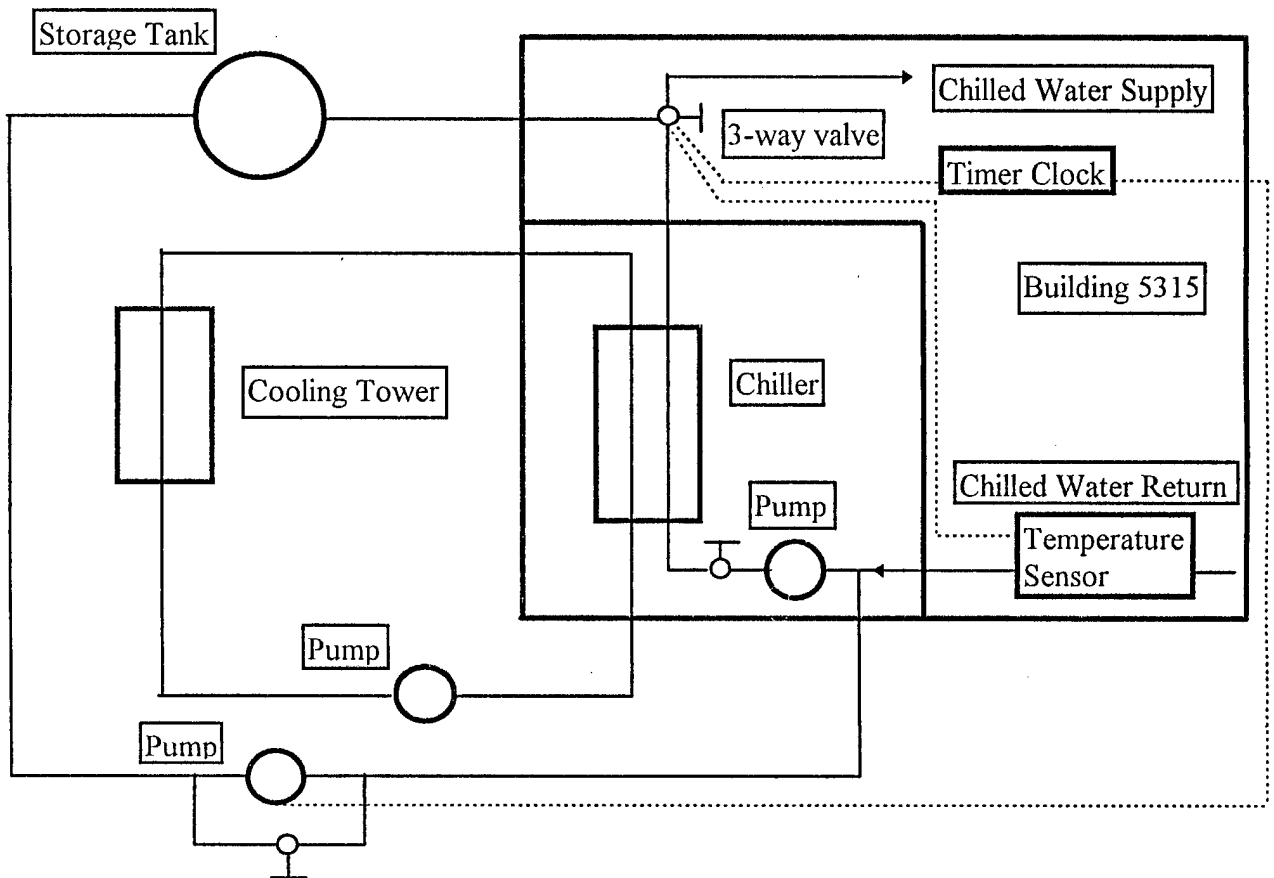 Storage Tank
Chilled Water Supply
3-way valve
Timer Clock
Building 5315
Cooling Tower
Chiller
Chilled Water Return
Pump
Temperature
Sensor
Pump
Pump